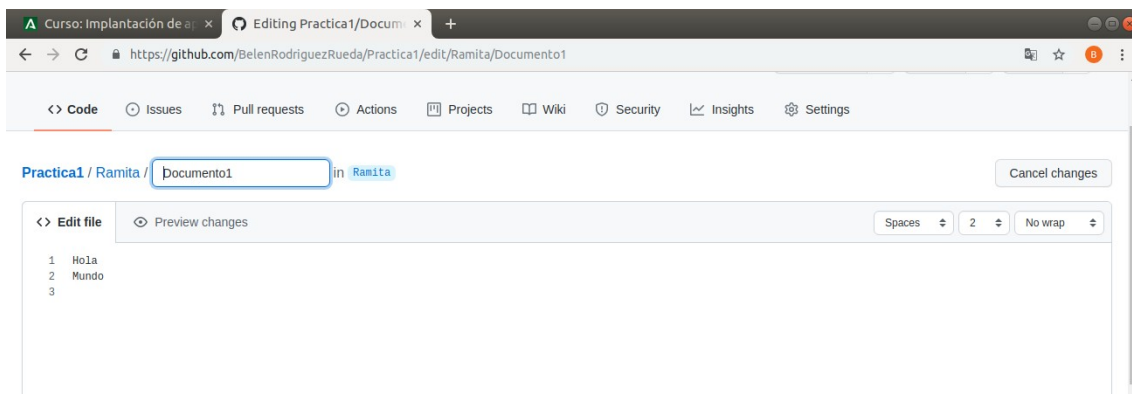 Curso: Implantación de ap
Editing Practica1/Docume
https://github.com/BelenRodriguezRueda/Practica1/edit/Ramita/Documento1
B
Code Issues Pull requests Actions Projects Wiki Security Insights Settings
Practica1 / Ramita / Documento1 in Ramita Cancel changes
<> Edit file Preview changes Spaces 2 No wrap
1 Hola
2 Mundo
3